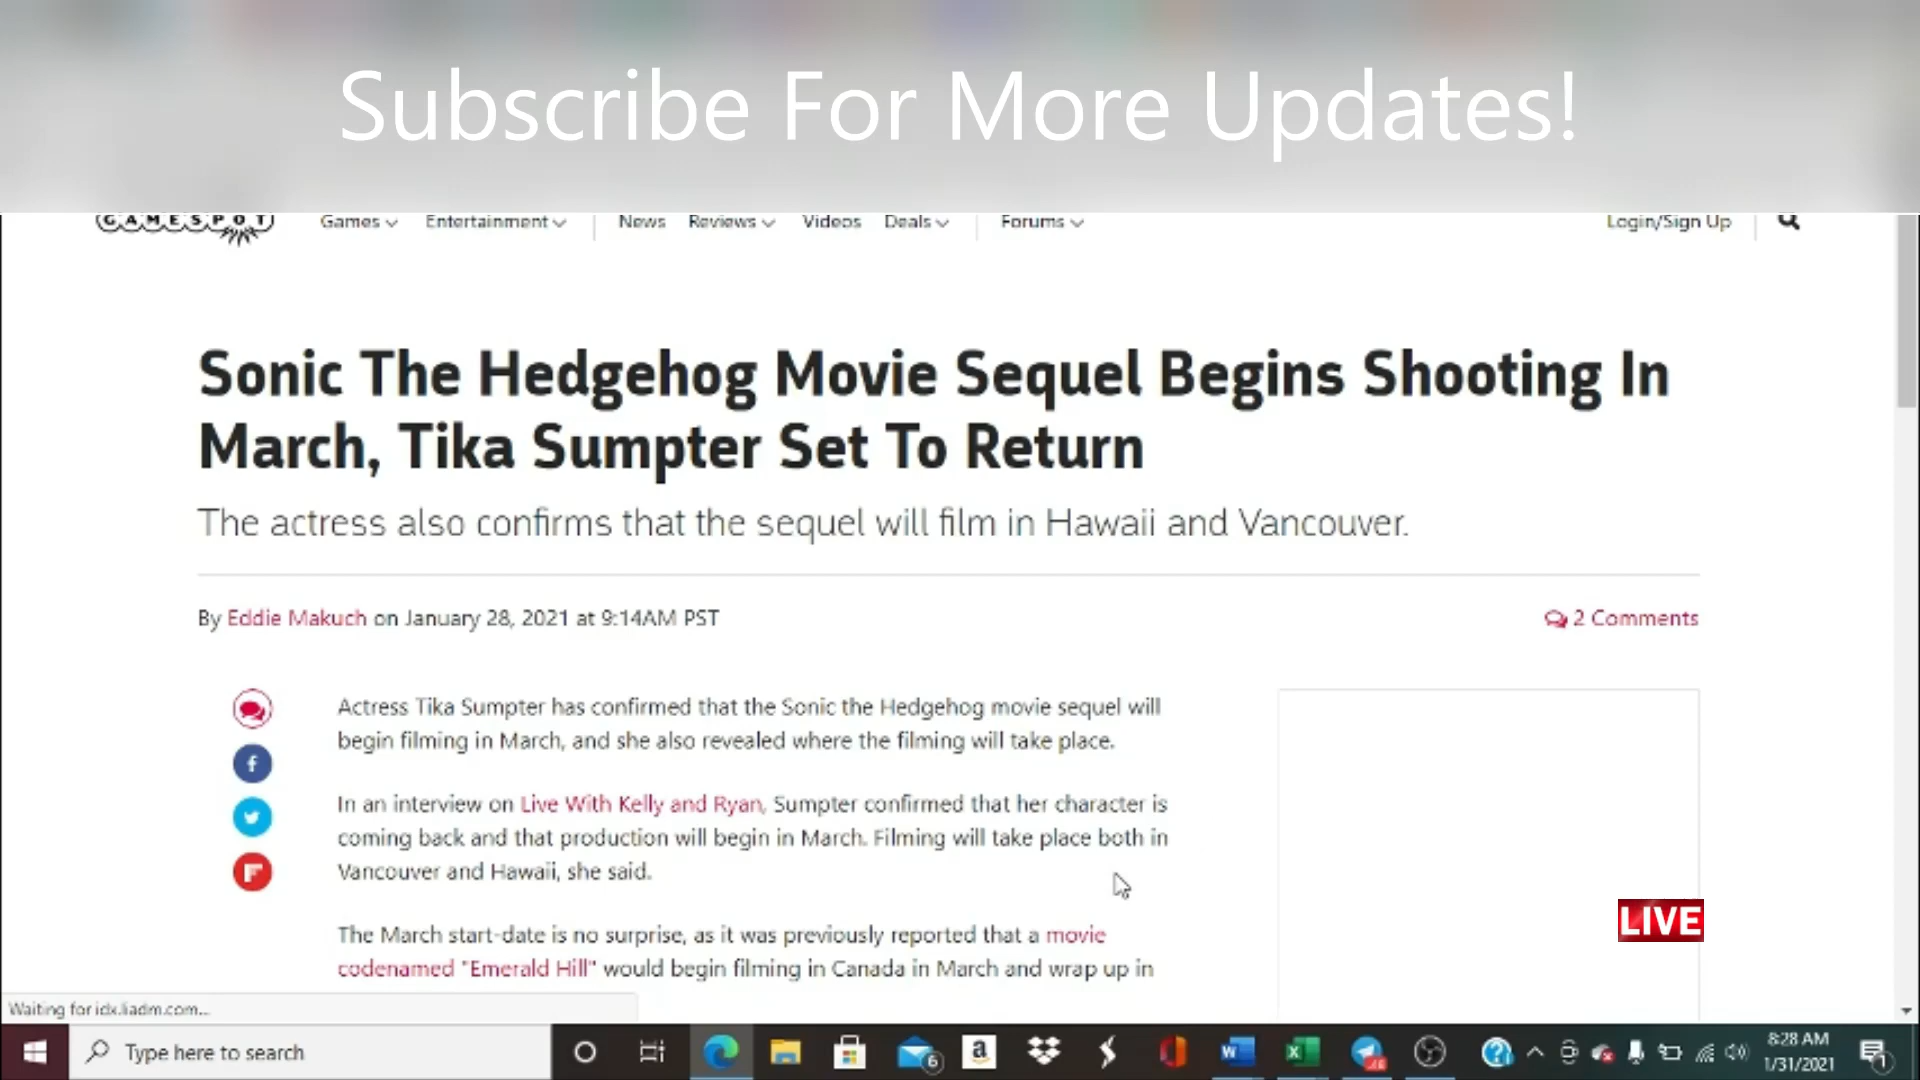 Subscribe For More Updates!
GAMESPOT Games Entertainment News Reviews Videos Deals Forums Login/Sign Up
Sonic The Hedgehog Movie Sequel Begins Shooting In
March, Tika Sumpter Set To Return
The actress also confirms that the sequel will film in Hawaii and Vancouver.
By Eddie Makuch on January 28, 2021 at 9:14AM PST
2 Comments
Actress Tika Sumpter has confirmed that the Sonic the Hedgehog movie sequel will
begin filming in March, and she also revealed where the filming will take place.
In an interview on Live With Kelly and Ryan, Sumpter confirmed that her character is
coming back and that production will begin in March. Filming will take place both in
Vancouver and Hawaii, she said.
LIVE
The March start-date is no surprise, as it was previously reported that a movie
codenamed "Emerald Hill" would begin filming in Canada in March and wrap up in
Waiting for idx.liadm.com...
Type here to search
6
8:28 AM
1/31/2021
1